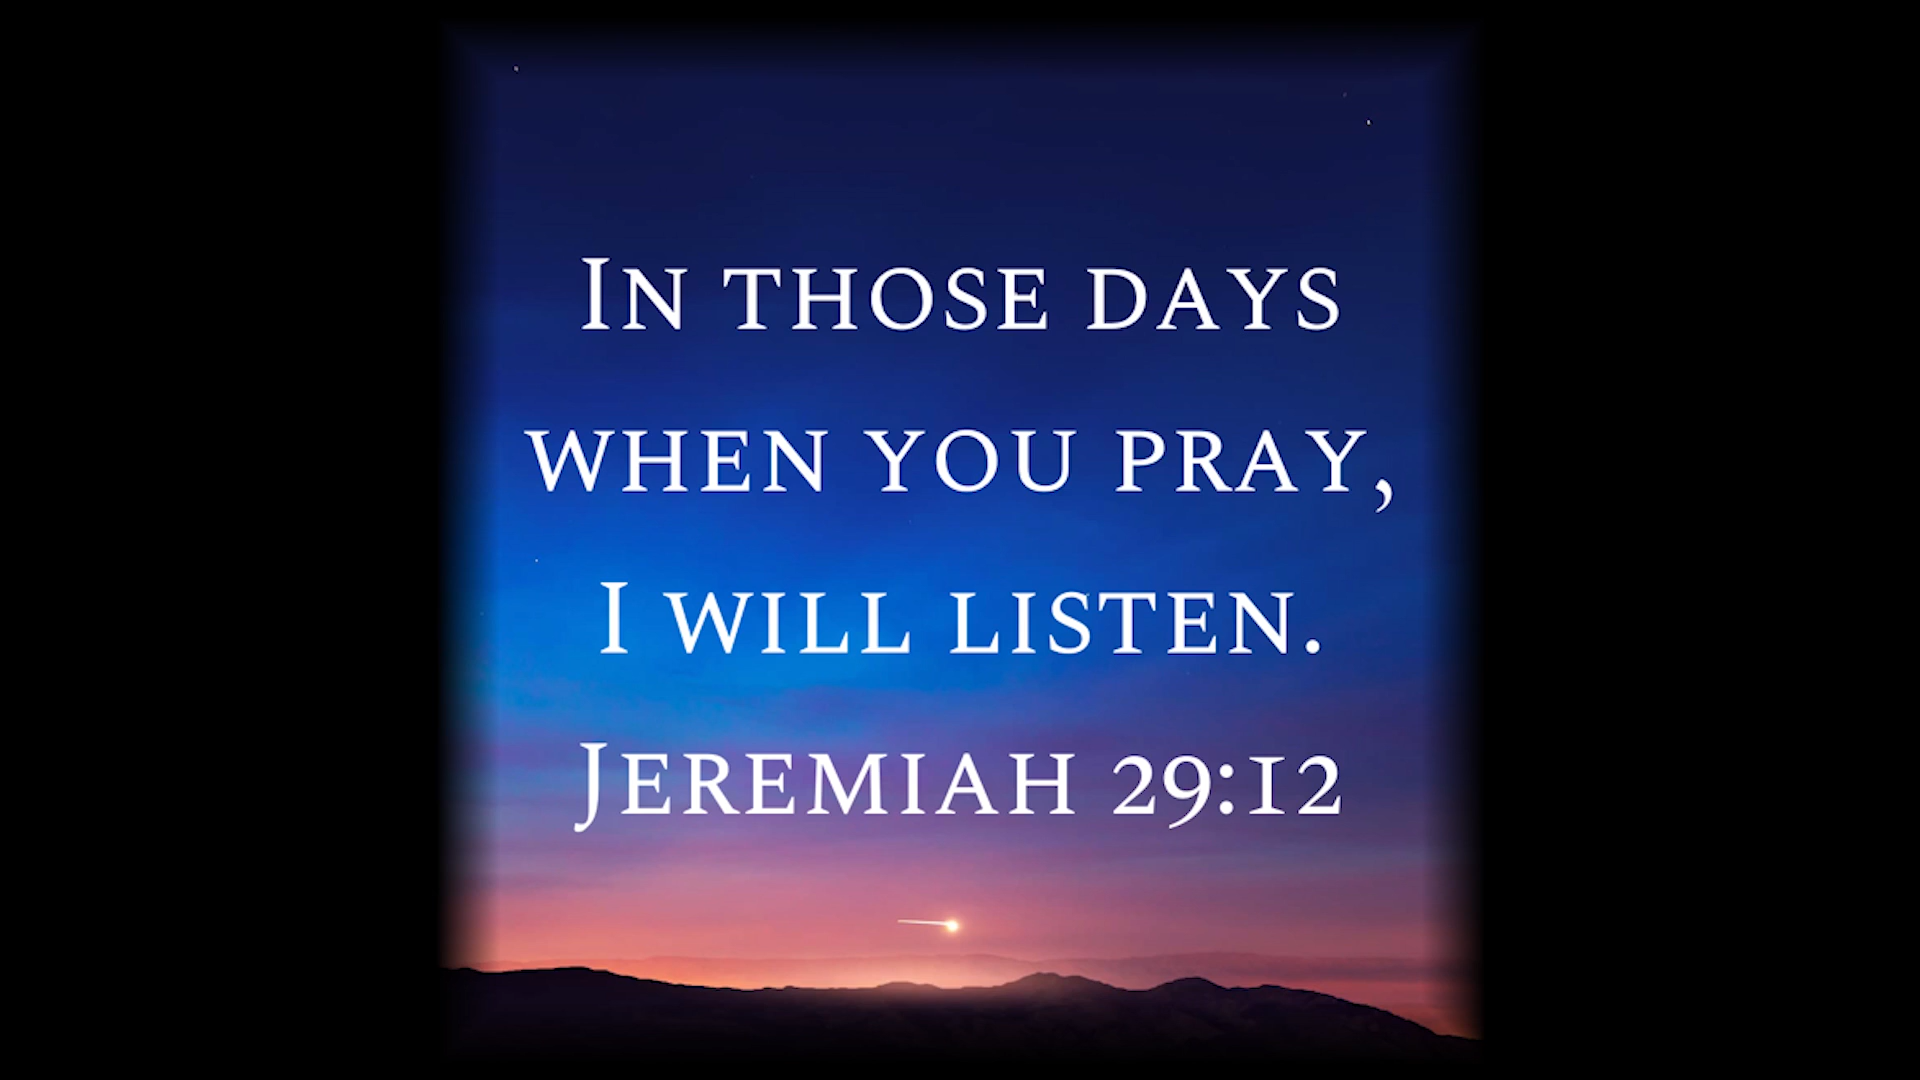 In those days
when you pray,
I will listen.
Jeremiah 29:12